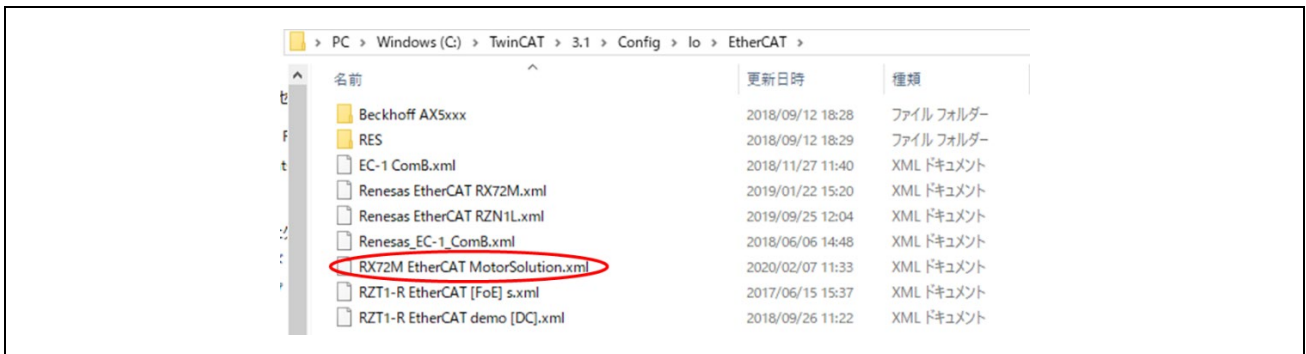 > PC > Windows (C:) > TwinCAT > 3.1 > Config > Io > EtherCAT >
名前 更新日時 種類
Beckhoff AX5xxx 2018/09/12 18:28 ファイル フォルダー
RES 2018/09/12 18:29 ファイル フォルダー
EC-1 ComB.xml 2018/11/27 11:40 XML ドキュメント
Renesas EtherCAT RX72M.xml 2019/01/22 15:20 XML ドキュメント
Renesas EtherCAT RZN1L.xml 2019/09/25 12:04 XML ドキュメント
Renesas_EC-1_ComB.xml 2018/06/06 14:48 XML ドキュメント
RX72M EtherCAT MotorSolution.xml 2020/02/07 11:33 XML ドキュメント
RZT1-R EtherCAT [FoE] s.xml 2017/06/15 15:37 XML ドキュメント
RZT1-R EtherCAT demo [DC].xml 2018/09/26 11:22 XML ドキュメント